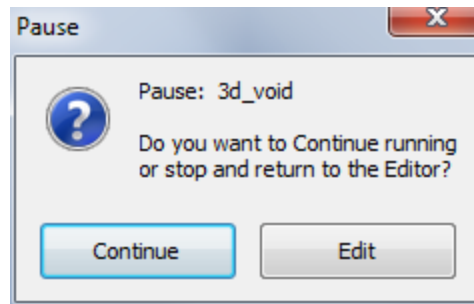 Pause
Pause: 3d_void
Do you want to Continue running
or stop and return to the Editor?
Continue
Edit